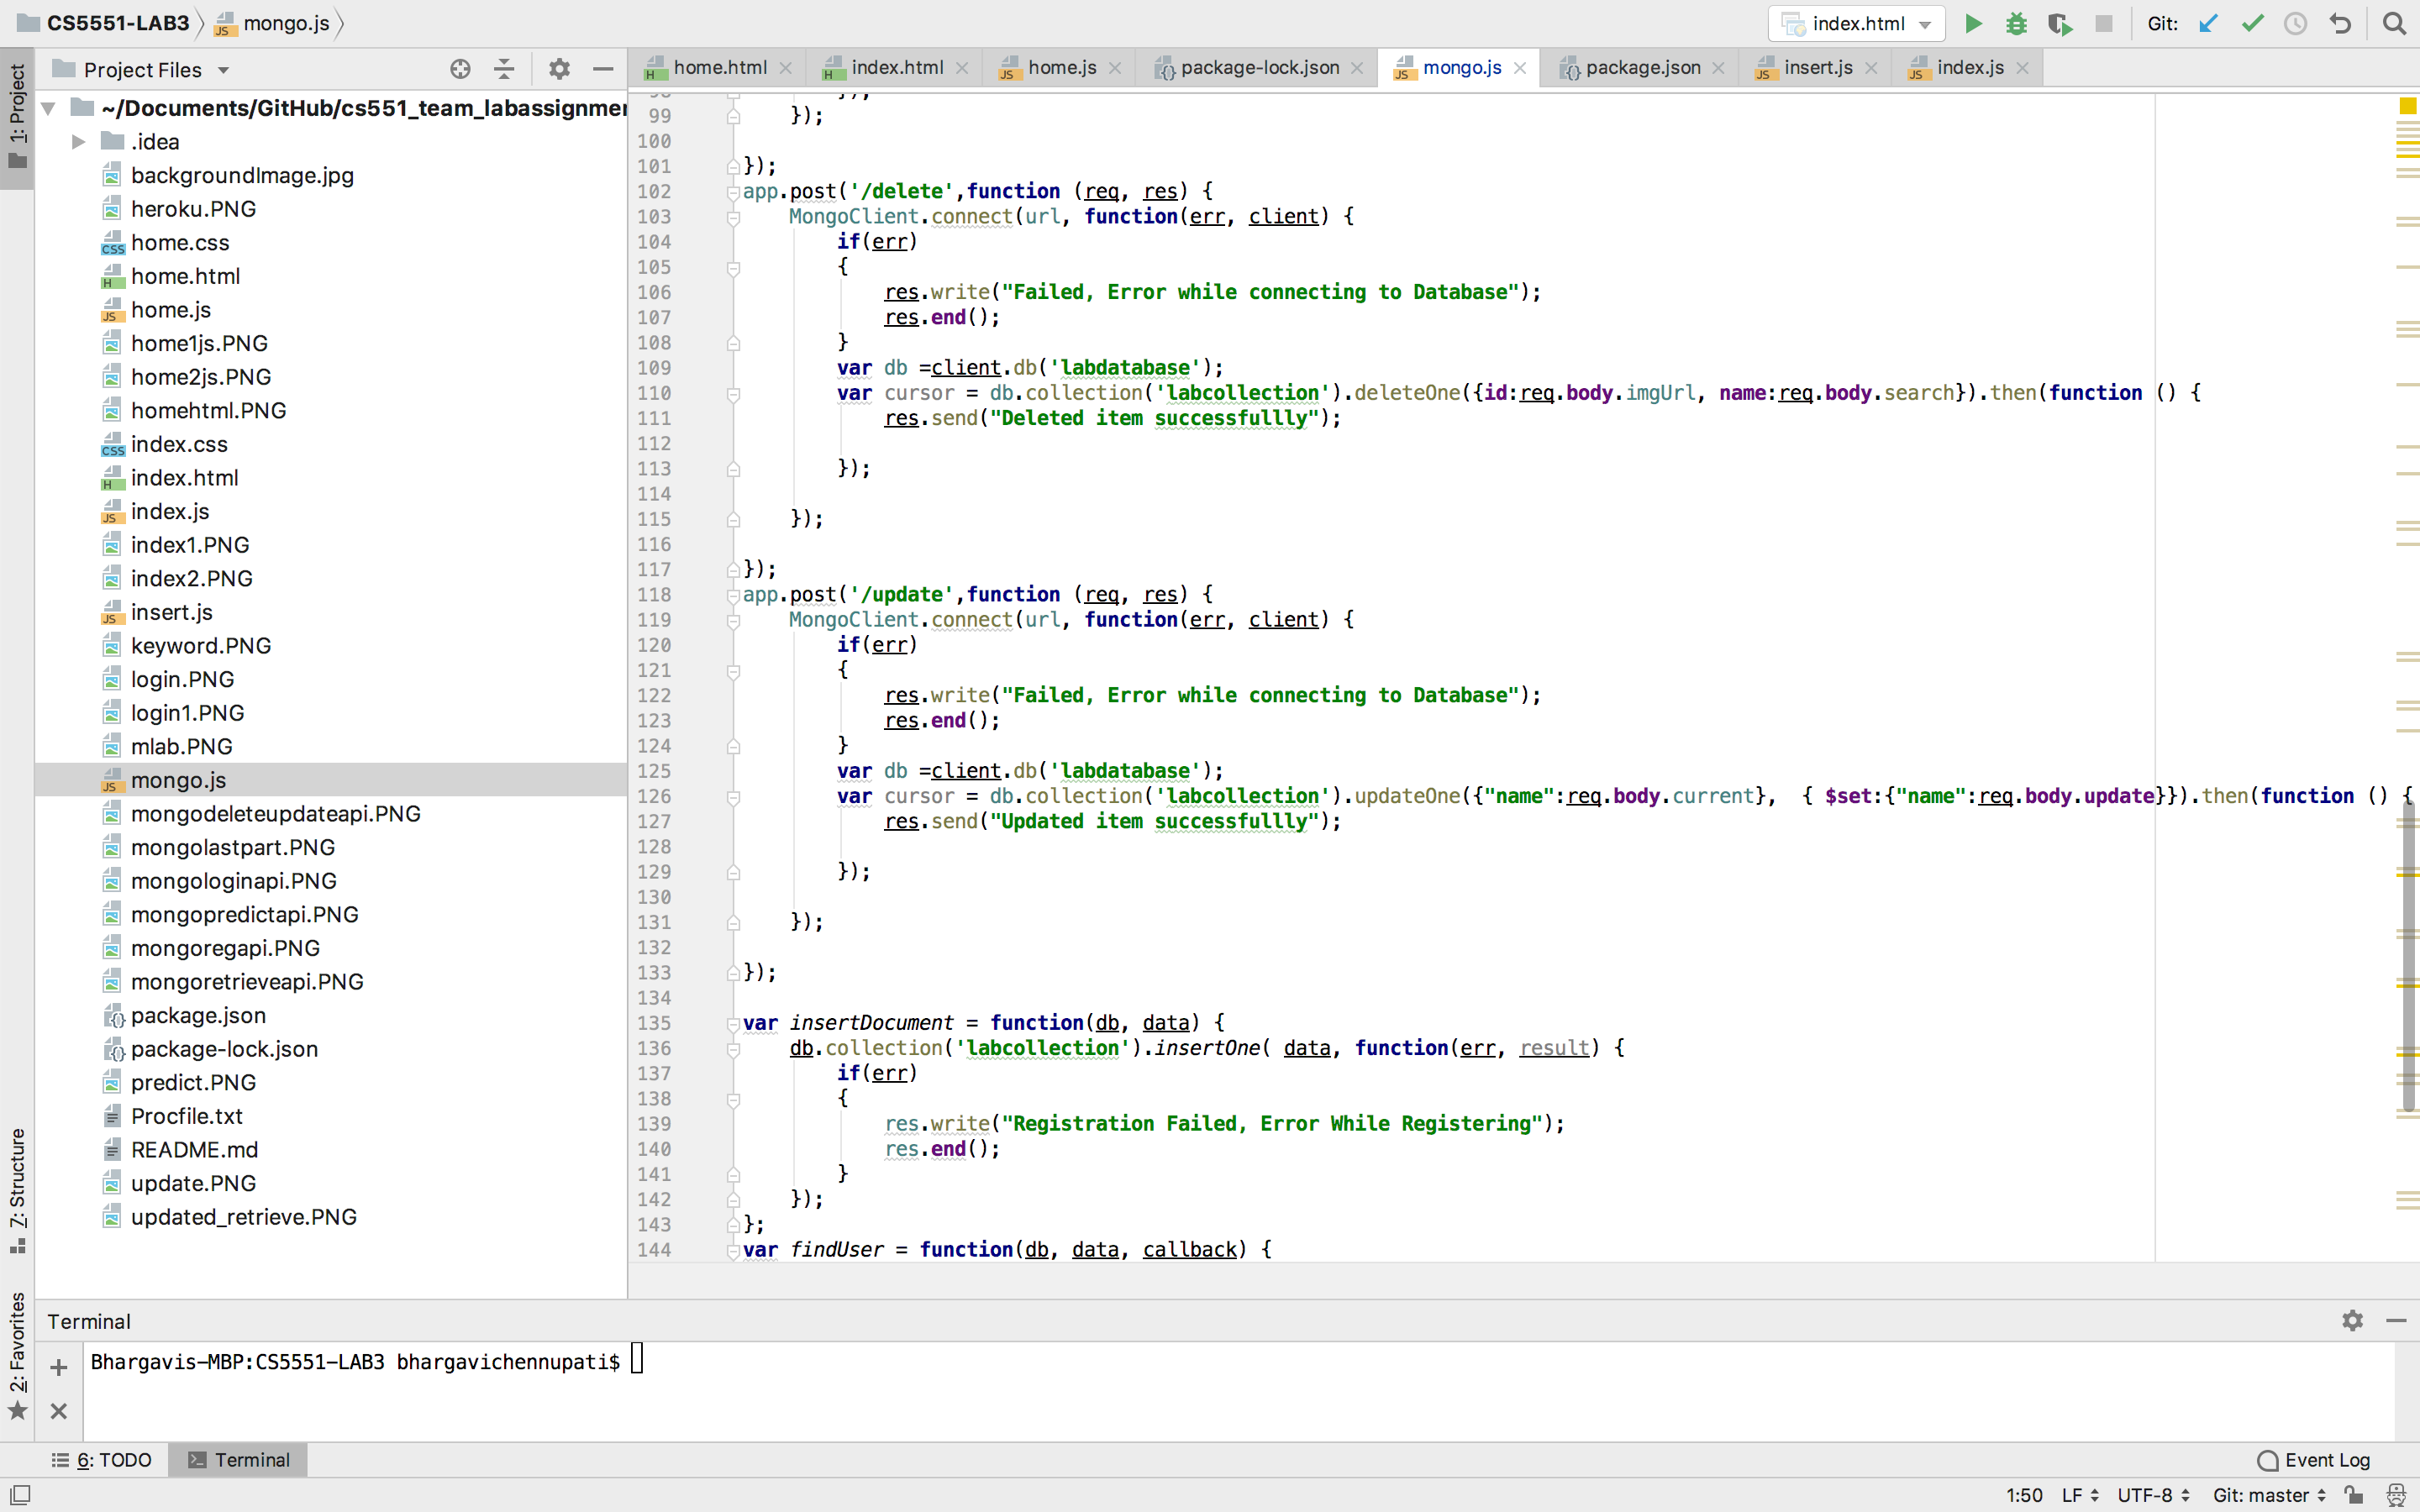 CS5551-LAB3 mongo.js index.html Git:
1: Project
Project Files
home.html index.html home.js package-lock.json mongo.js package.json insert.js index.js
~/Documents/GitHub/cs551_team_labassignmen
.idea
backgroundImage.jpg
heroku.PNG
home.css
home.html
home.js
home1js.PNG
home2js.PNG
homehtml.PNG
index.css
index.html
index.js
index1.PNG
index2.PNG
insert.js
keyword.PNG
login.PNG
login1.PNG
mlab.PNG
mongo.js
mongodeleteupdateapi.PNG
mongolastpart.PNG
mongologinapi.PNG
mongopredictapi.PNG
mongoregapi.PNG
mongoretrieveapi.PNG
package.json
package-lock.json
predict.PNG
Procfile.txt
README.md
update.PNG
updated_retrieve.PNG
99 });
100
101 });
102 app.post('/delete',function (req, res) {
103 MongoClient.connect(url, function(err, client) {
104 if(err)
105 {
106 res.write("Failed, Error while connecting to Database");
107 res.end();
108 }
109 var db =client.db('labdatabase');
110 var cursor = db.collection('labcollection').deleteOne({id:req.body.imgUrl, name:req.body.search}).then(function () {
111 res.send("Deleted item successfullly");
112
113 });
114
115 });
116
117 });
118 app.post('/update',function (req, res) {
119 MongoClient.connect(url, function(err, client) {
120 if(err)
121 {
122 res.write("Failed, Error while connecting to Database");
123 res.end();
124 }
125 var db =client.db('labdatabase');
126 var cursor = db.collection('labcollection').updateOne({"name":req.body.current}, { $set:{"name":req.body.update}}).then(function () {
127 res.send("Updated item successfullly");
128
129 });
130
131 });
132
133 });
134
135 var insertDocument = function(db, data) {
136 db.collection('labcollection').insertOne( data, function(err, result) {
137 if(err)
138 {
139 res.write("Registration Failed, Error While Registering");
140 res.end();
141 }
142 });
143 };
144 var findUser = function(db, data, callback) {
7: Structure
2: Favorites
Terminal
Bhargavis-MBP:CS5551-LAB3 bhargavichennupati$
6: TODO Terminal Event Log
1:50 LF UTF-8 Git: master